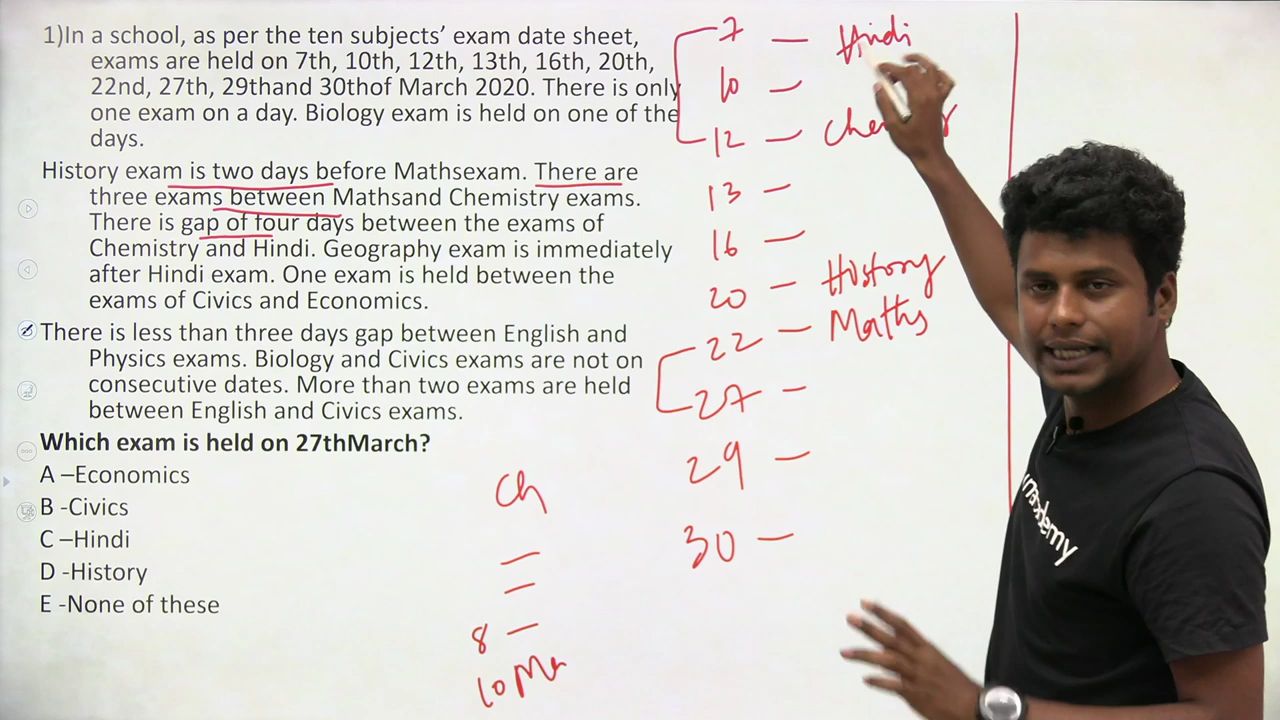 1)In a school, as per the ten subjects’ exam date sheet,
exams are held on 7th, 10th, 12th, 13th, 16th, 20th,
22nd, 27th, 29thand 30thof March 2020. There is only
one exam on a day. Biology exam is held on one of the
days.
History exam is two days before Mathsexam. There are
three exams between Mathsand Chemistry exams.
There is gap of four days between the exams of
Chemistry and Hindi. Geography exam is immediately
after Hindi exam. One exam is held between the
exams of Civics and Economics.
There is less than three days gap between English and
Physics exams. Biology and Civics exams are not on
consecutive dates. More than two exams are held
between English and Civics exams.
Which exam is held on 27thMarch?
A –Economics
B -Civics
C –Hindi
D -History
E -None of these
Ch
8 –
10 Ma
7 — Hindi
10 –
12 –
13 –
16 –
20 – History
22 – Maths
27 –
29 –
30 –